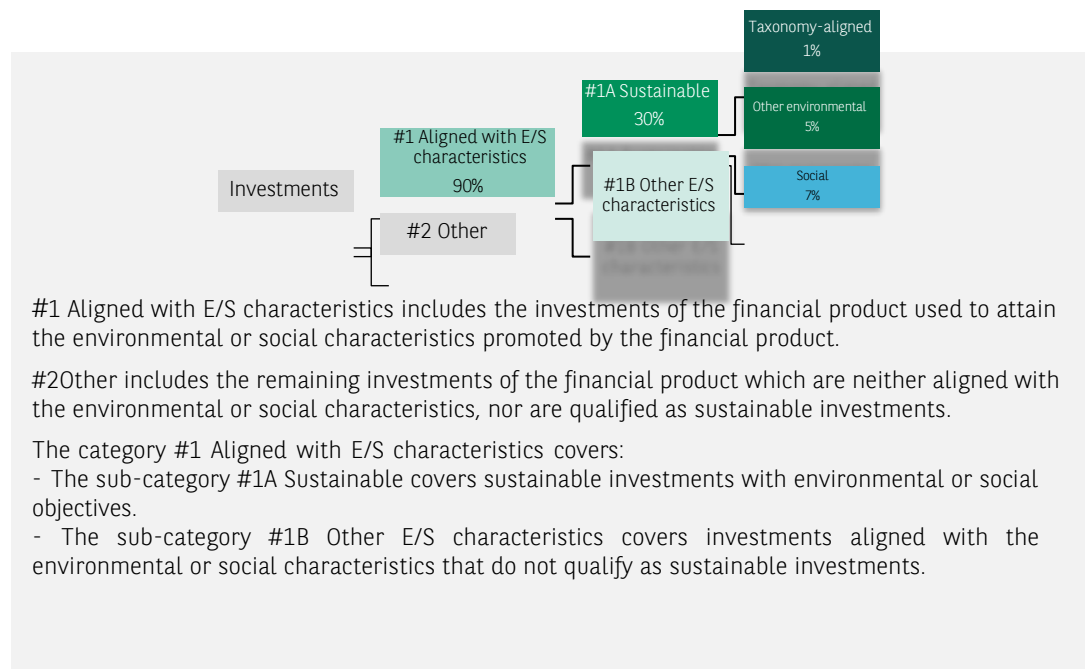 Taxonomy-aligned
1%
#1A Sustainable
30%
Other environmental
5%
#1 Aligned with E/S
characteristics
90%
#1B Other E/S
characteristics
Social
7%
Investments
#2 Other
#1 Aligned with E/S characteristics includes the investments of the financial product used to attain
the environmental or social characteristics promoted by the financial product.
#2Other includes the remaining investments of the financial product which are neither aligned with
the environmental or social characteristics, nor are qualified as sustainable investments.
The category #1 Aligned with E/S characteristics covers:
- The sub-category #1A Sustainable covers sustainable investments with environmental or social
objectives.
- The sub-category #1B Other E/S characteristics covers investments aligned with the
environmental or social characteristics that do not qualify as sustainable investments.